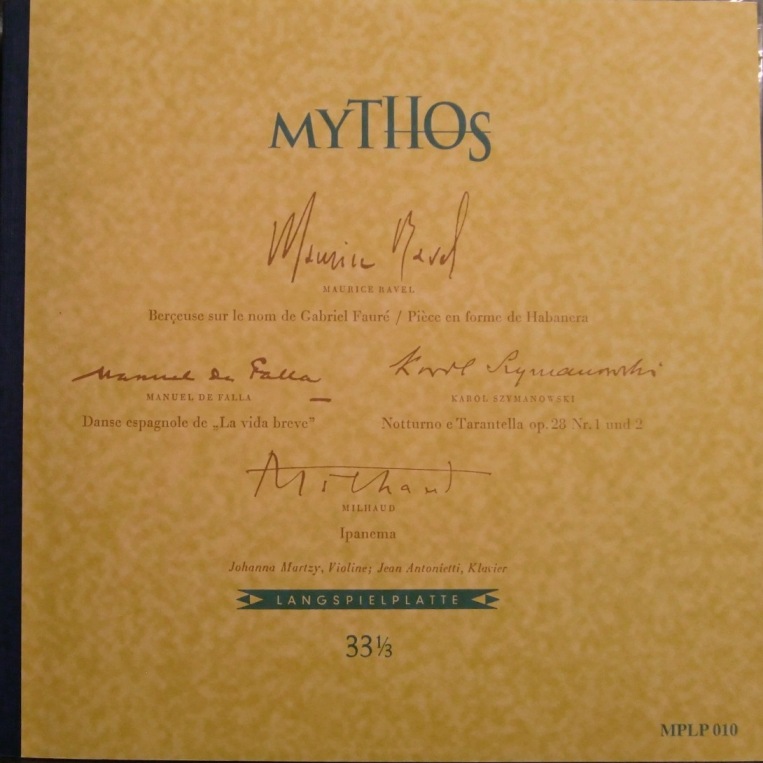 MYTHOS
Maurice Ravel
MAURICE RAVEL
Berçeuse sur le nom de Gabriel Fauré / Pièce en forme de Habanera
Manuel de Falla Karol Szymanowski
MANUEL DE FALLA KAROL SZYMANOWSKI
Danse espagnole de „La vida breve” Notturno e Tarantella op. 28 Nr. 1 und 2
Milhaud
MILHAUD
Ipanema
Johanna Martzy, Violine; Jean Antonietti, Klavier
LANGSPIELPLATTE
33⅓
MPLP 010